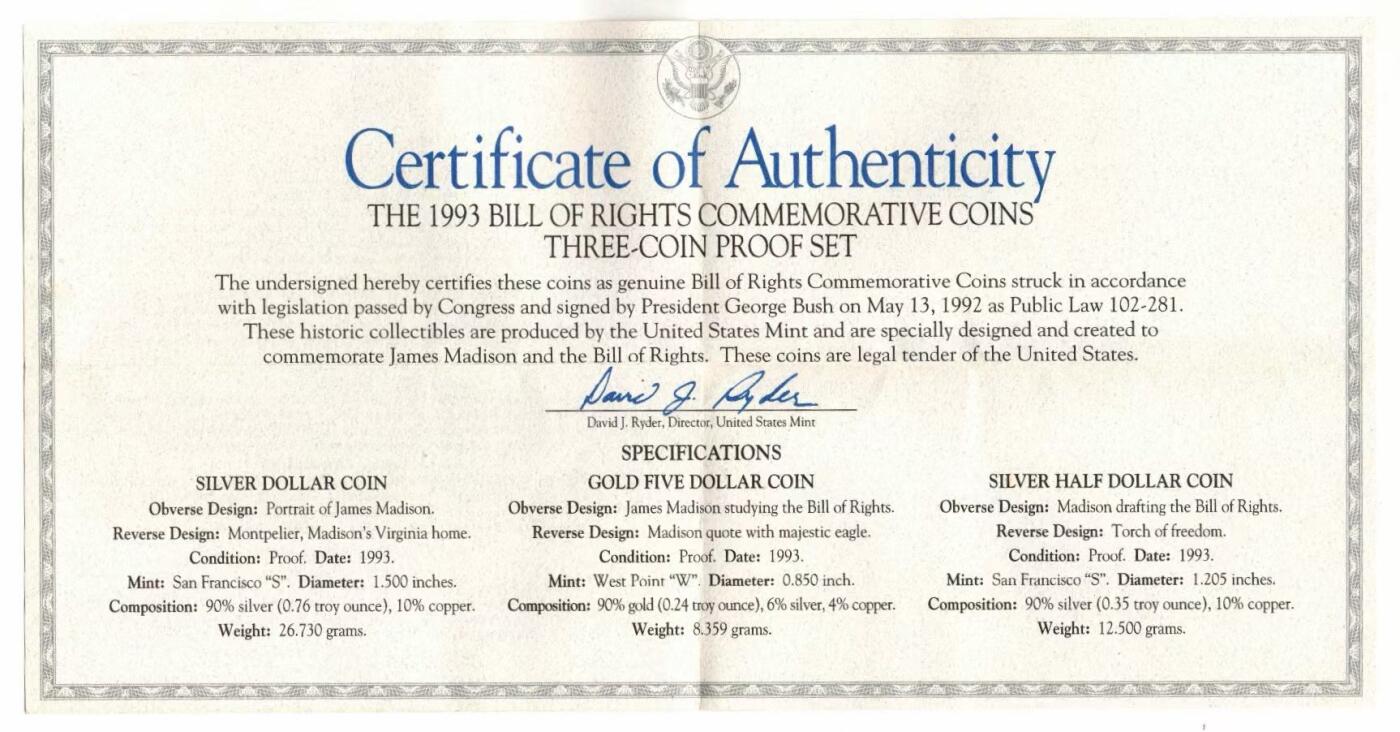 Certificate of Authenticity
THE 1993 BILL OF RIGHTS COMMEMORATIVE COINS
THREE-COIN PROOF SET
The undersigned hereby certifies these coins as genuine Bill of Rights Commemorative Coins struck in accordance
with legislation passed by Congress and signed by President George Bush on May 13, 1992 as Public Law 102-281.
These historic collectibles are produced by the United States Mint and are specially designed and created to
commemorate James Madison and the Bill of Rights. These coins are legal tender of the United States.
David J. Ryder
David J. Ryder, Director, United States Mint
SPECIFICATIONS
SILVER DOLLAR COIN
Obverse Design: Portrait of James Madison.
Reverse Design: Montpelier, Madison's Virginia home.
Condition: Proof. Date: 1993.
Mint: San Francisco "S". Diameter: 1.500 inches.
Composition: 90% silver (0.76 troy ounce), 10% copper.
Weight: 26.730 grams.
GOLD FIVE DOLLAR COIN
Obverse Design: James Madison studying the Bill of Rights.
Reverse Design: Madison quote with majestic eagle.
Condition: Proof. Date: 1993.
Mint: West Point "W". Diameter: 0.850 inch.
Composition: 90% gold (0.24 troy ounce), 6% silver, 4% copper.
Weight: 8.359 grams.
SILVER HALF DOLLAR COIN
Obverse Design: Madison drafting the Bill of Rights.
Reverse Design: Torch of freedom.
Condition: Proof. Date: 1993.
Mint: San Francisco "S". Diameter: 1.205 inches.
Composition: 90% silver (0.35 troy ounce), 10% copper.
Weight: 12.500 grams.